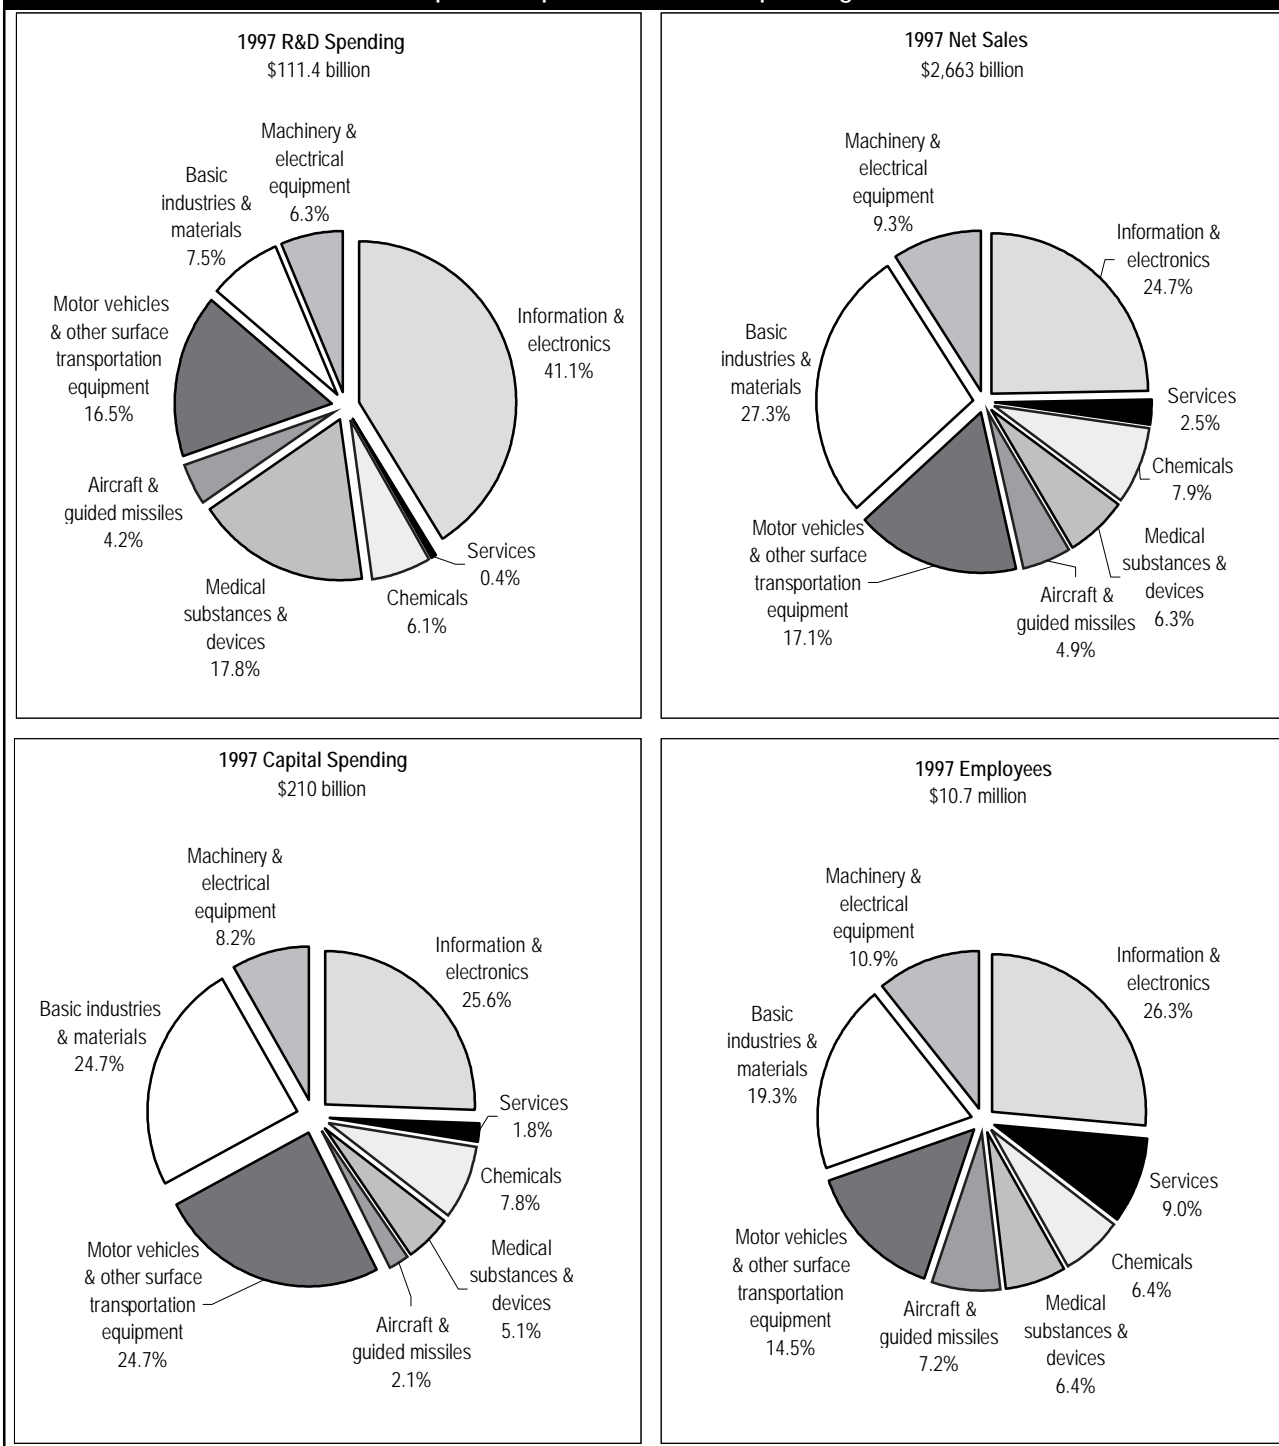 1997 R&D Spending
$111.4 billion
Machinery &
electrical
equipment
6.3%
Basic
industries &
materials
7.5%
Motor vehicles
& other surface
transportation
equipment
16.5%
Information &
electronics
41.1%
Aircraft &
guided missiles
4.2%
Services
0.4%
Medical
substances &
devices
17.8%
Chemicals
6.1%
1997 Net Sales
$2,663 billion
Machinery &
electrical
equipment
9.3%
Information &
electronics
24.7%
Basic
industries &
materials
27.3%
Services
2.5%
Chemicals
7.9%
Motor vehicles
& other surface
transportation
equipment
17.1%
Medical
substances &
devices
6.3%
Aircraft &
guided missiles
4.9%
1997 Capital Spending
$210 billion
Machinery &
electrical
equipment
8.2%
Information &
electronics
25.6%
Basic industries
& materials
24.7%
Services
1.8%
Chemicals
7.8%
Motor vehicles
& other surface
transportation
equipment
24.7%
Medical
substances &
devices
5.1%
Aircraft &
guided missiles
2.1%
1997 Employees
$10.7 million
Machinery &
electrical
equipment
10.9%
Information &
electronics
26.3%
Basic
industries &
materials
19.3%
Services
9.0%
Motor vehicles
& other surface
transportation
equipment
14.5%
Chemicals
6.4%
Aircraft &
guided missiles
7.2%
Medical
substances &
devices
6.4%